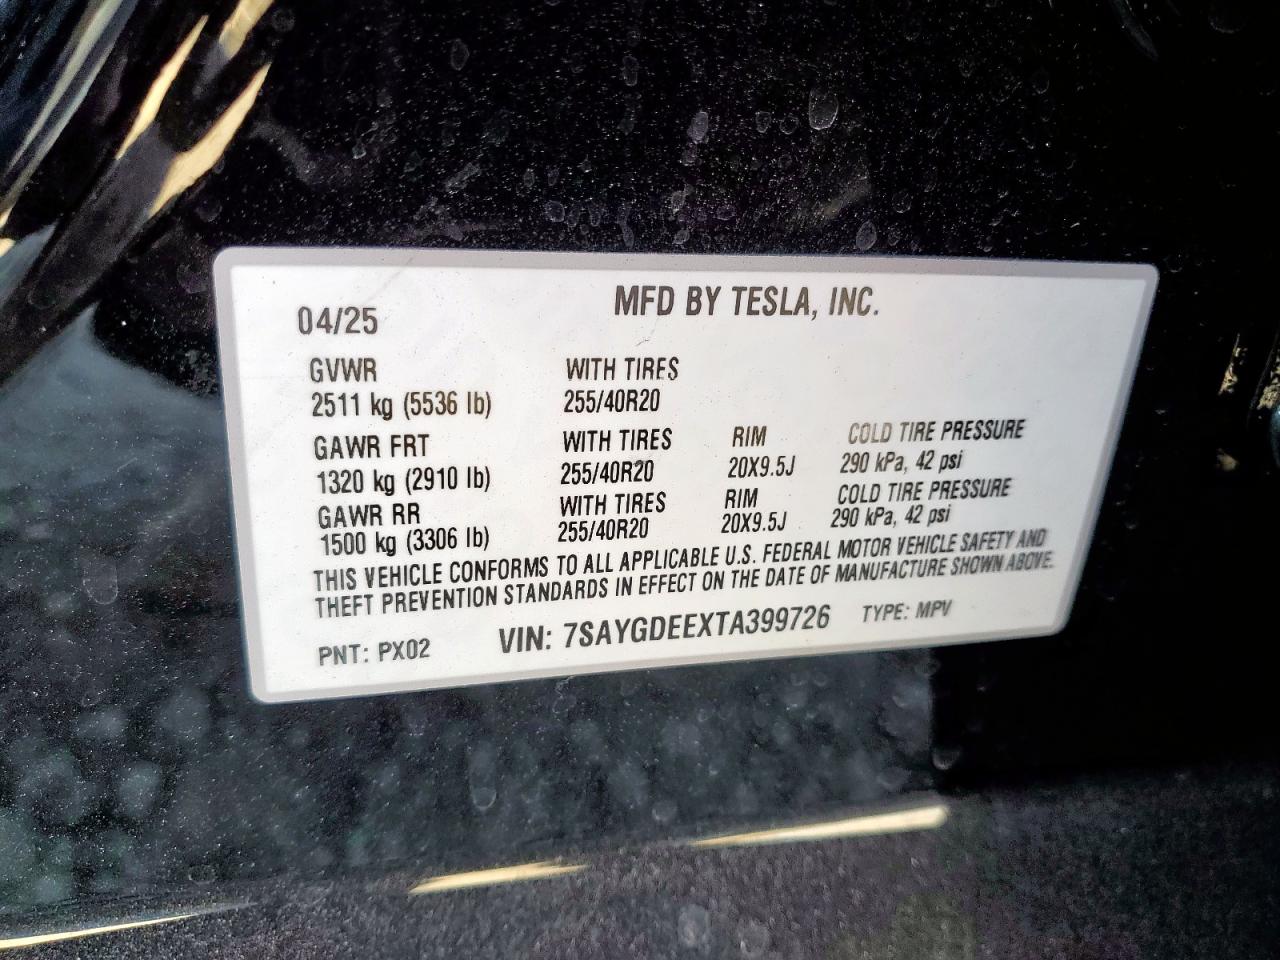 MFD BY TESLA, INC.
04/25
GVWR WITH TIRES
2511 kg (5536 lb) 255/40R20
GAWR FRT WITH TIRES RIM COLD TIRE PRESSURE
1320 kg (2910 lb) 255/40R20 20X9.5J 290 kPa, 42 psi
GAWR RR WITH TIRES RIM COLD TIRE PRESSURE
1500 kg (3306 lb) 255/40R20 20X9.5J 290 kPa, 42 psi
THIS VEHICLE CONFORMS TO ALL APPLICABLE U.S. FEDERAL MOTOR VEHICLE SAFETY AND
THEFT PREVENTION STANDARDS IN EFFECT ON THE DATE OF MANUFACTURE SHOWN ABOVE.
PNT: PX02 VIN: 7SAYGDEEXTA399726 TYPE: MPV